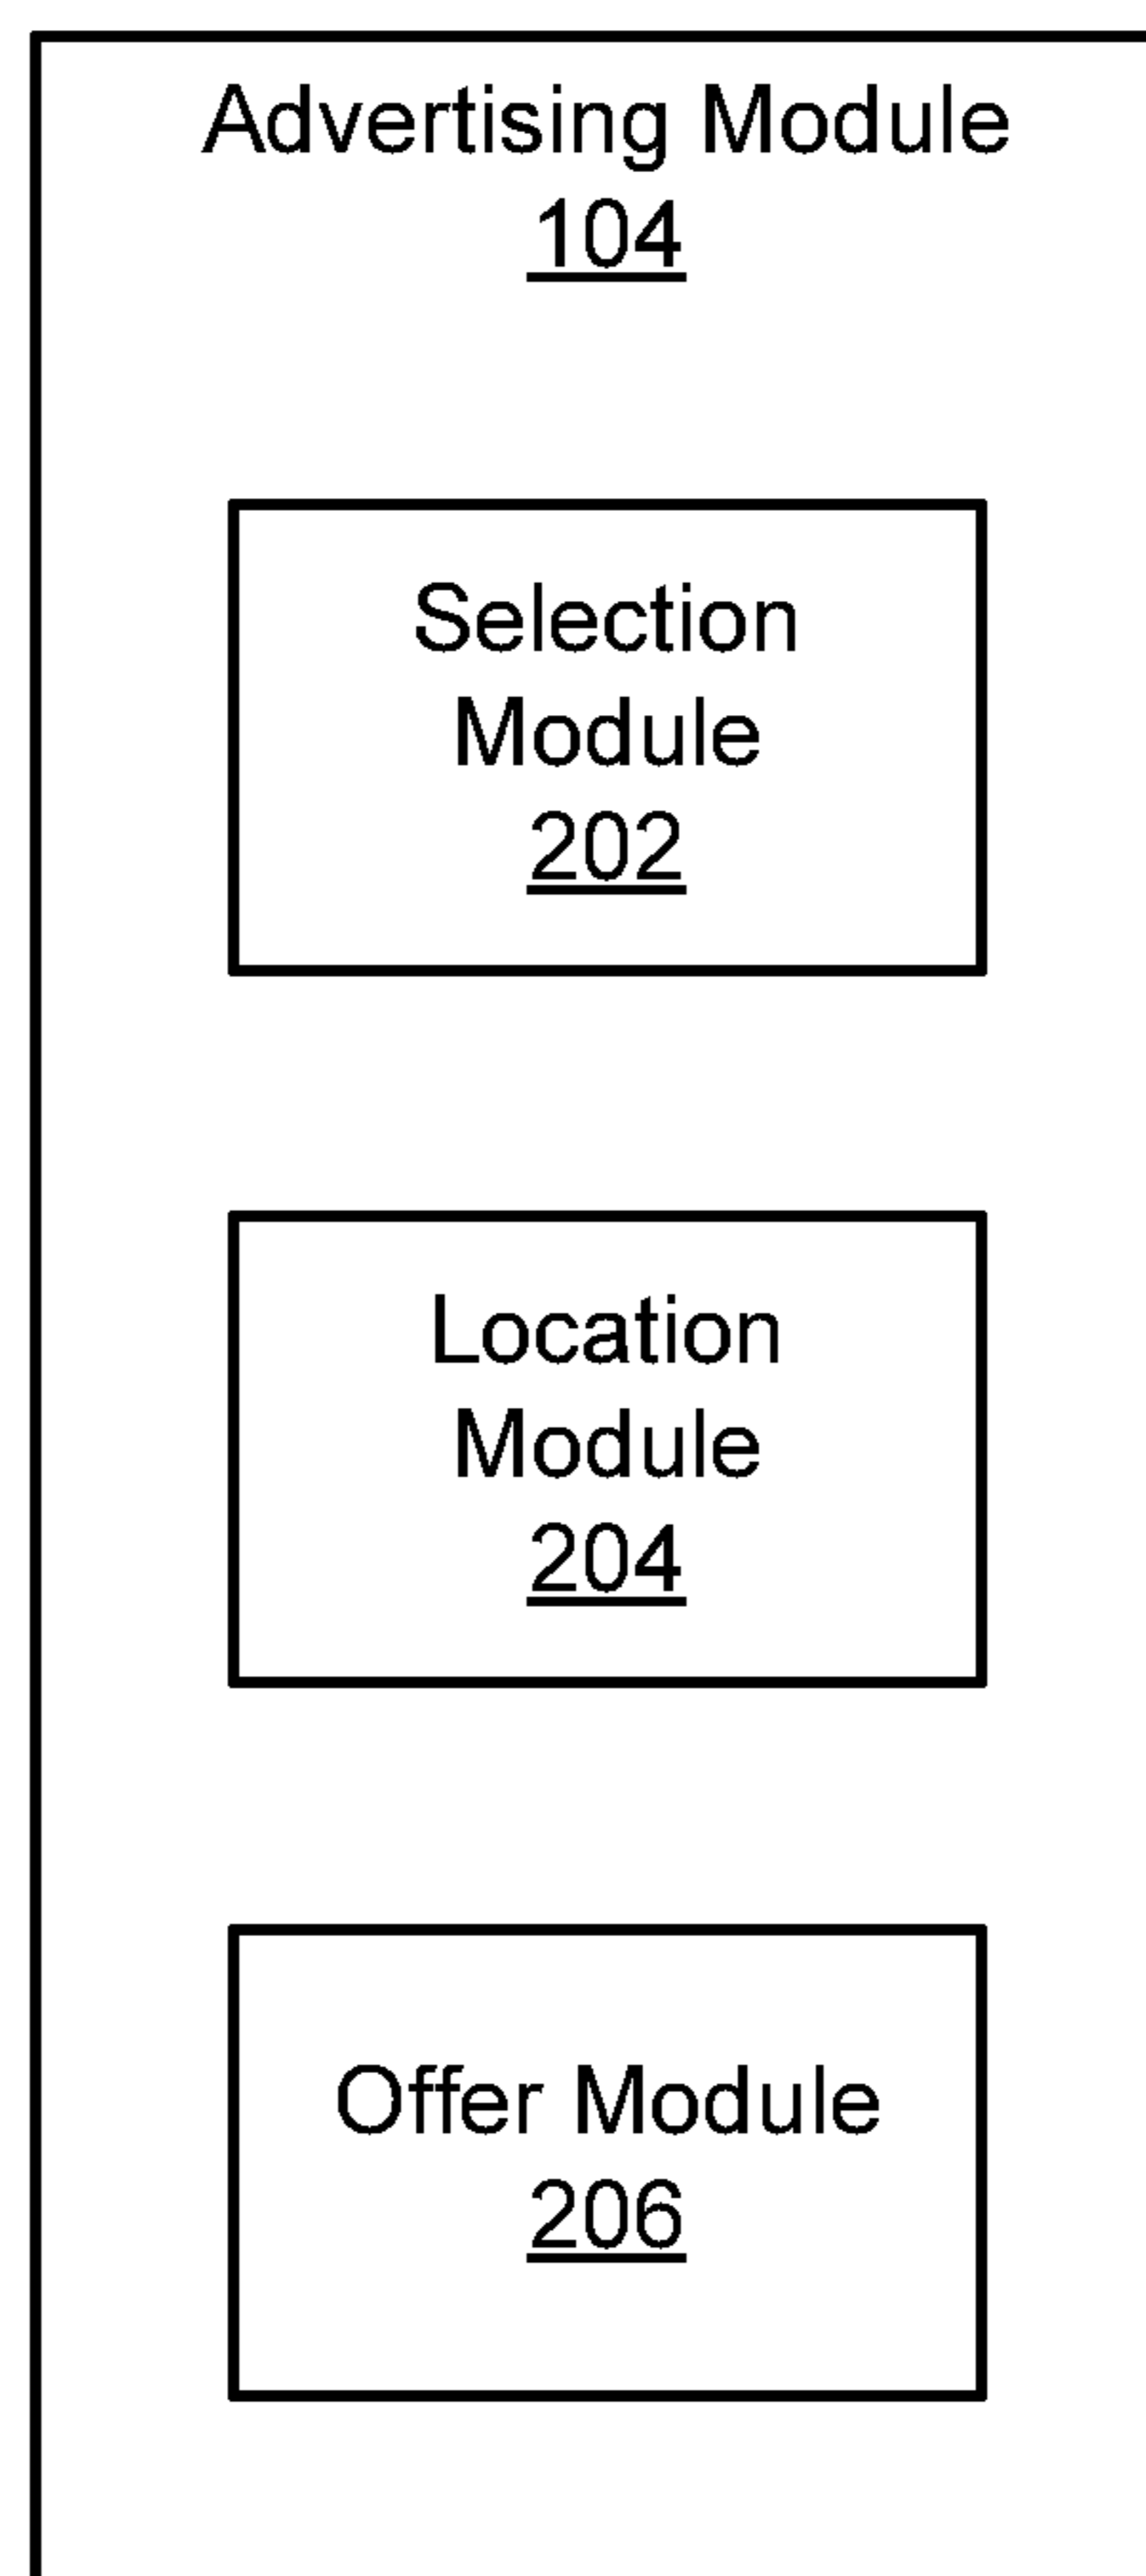 Advertising Module
104
Selection
Module
202
Location
Module
204
Offer Module
206